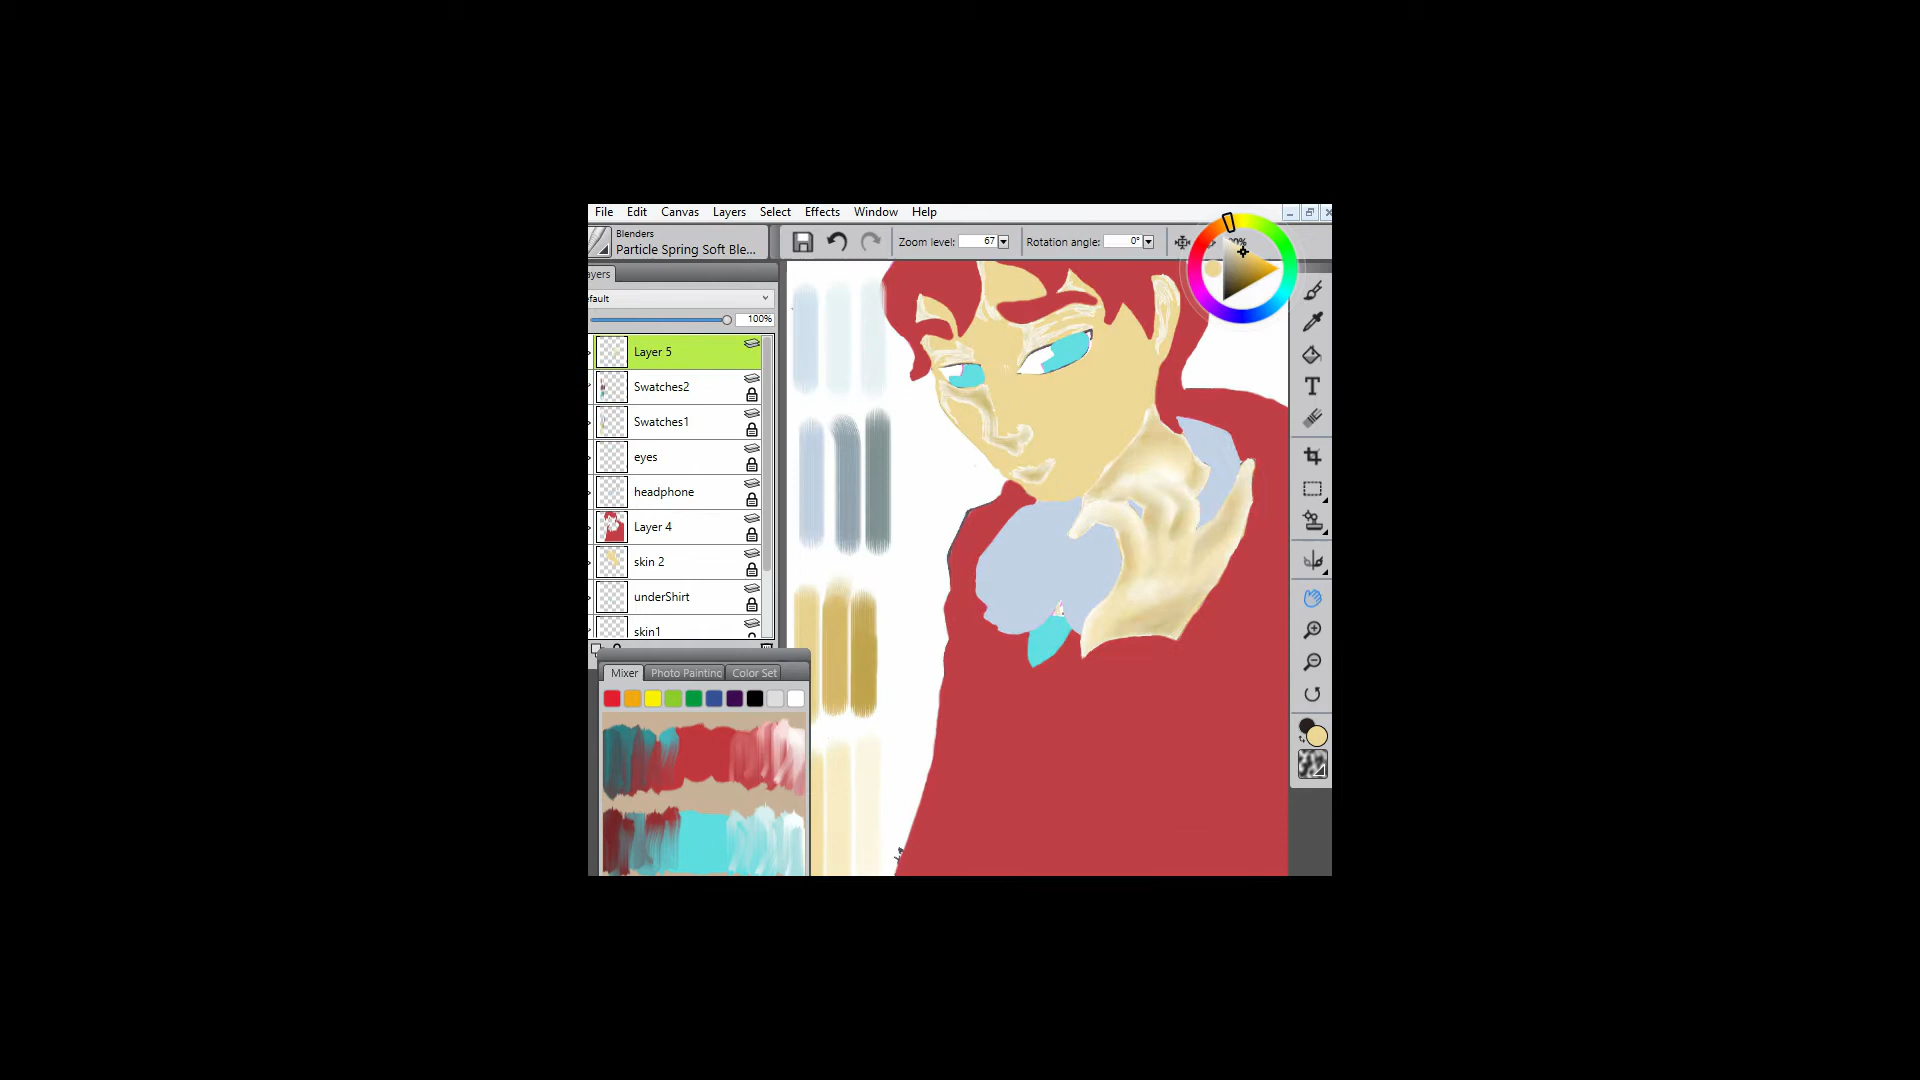 File Edit Canvas Layers Select Effects Window Help
Blenders
Particle Spring Soft Ble...
Zoom level: 67 Rotation angle: 0°
ayers
efault
100%
Layer 5
Swatches2
Swatches1
eyes
headphone
Layer 4
skin 2
underShirt
skin1
Mixer Photo Painting Color Set